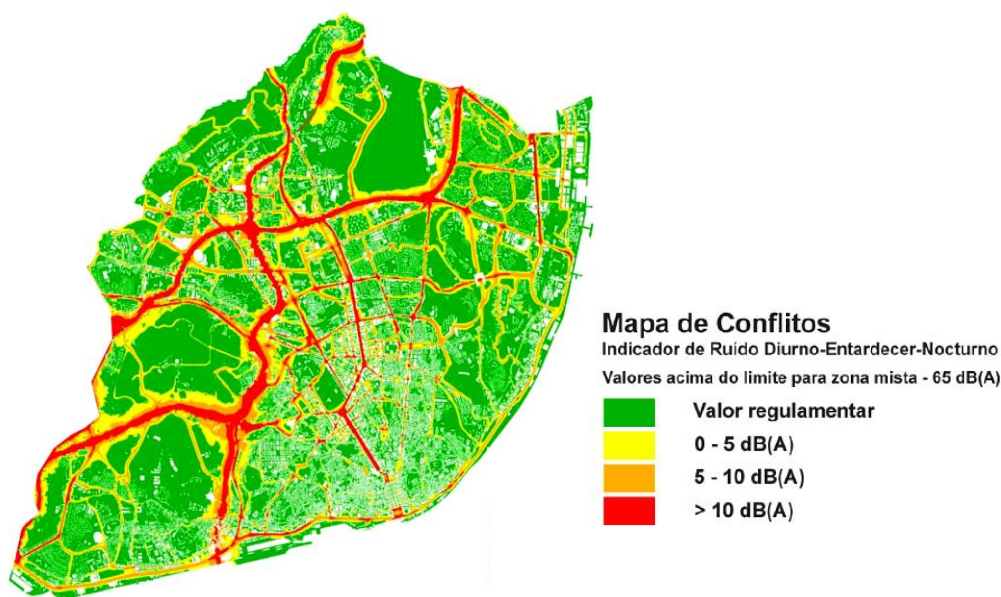 Mapa de Conflitos
Indicador de Ruído Diurno-Entardecer-Nocturno
Valores acima do limite para zona mista - 65 dB(A)
Valor regulamentar
0 - 5 dB(A)
5 - 10 dB(A)
> 10 dB(A)